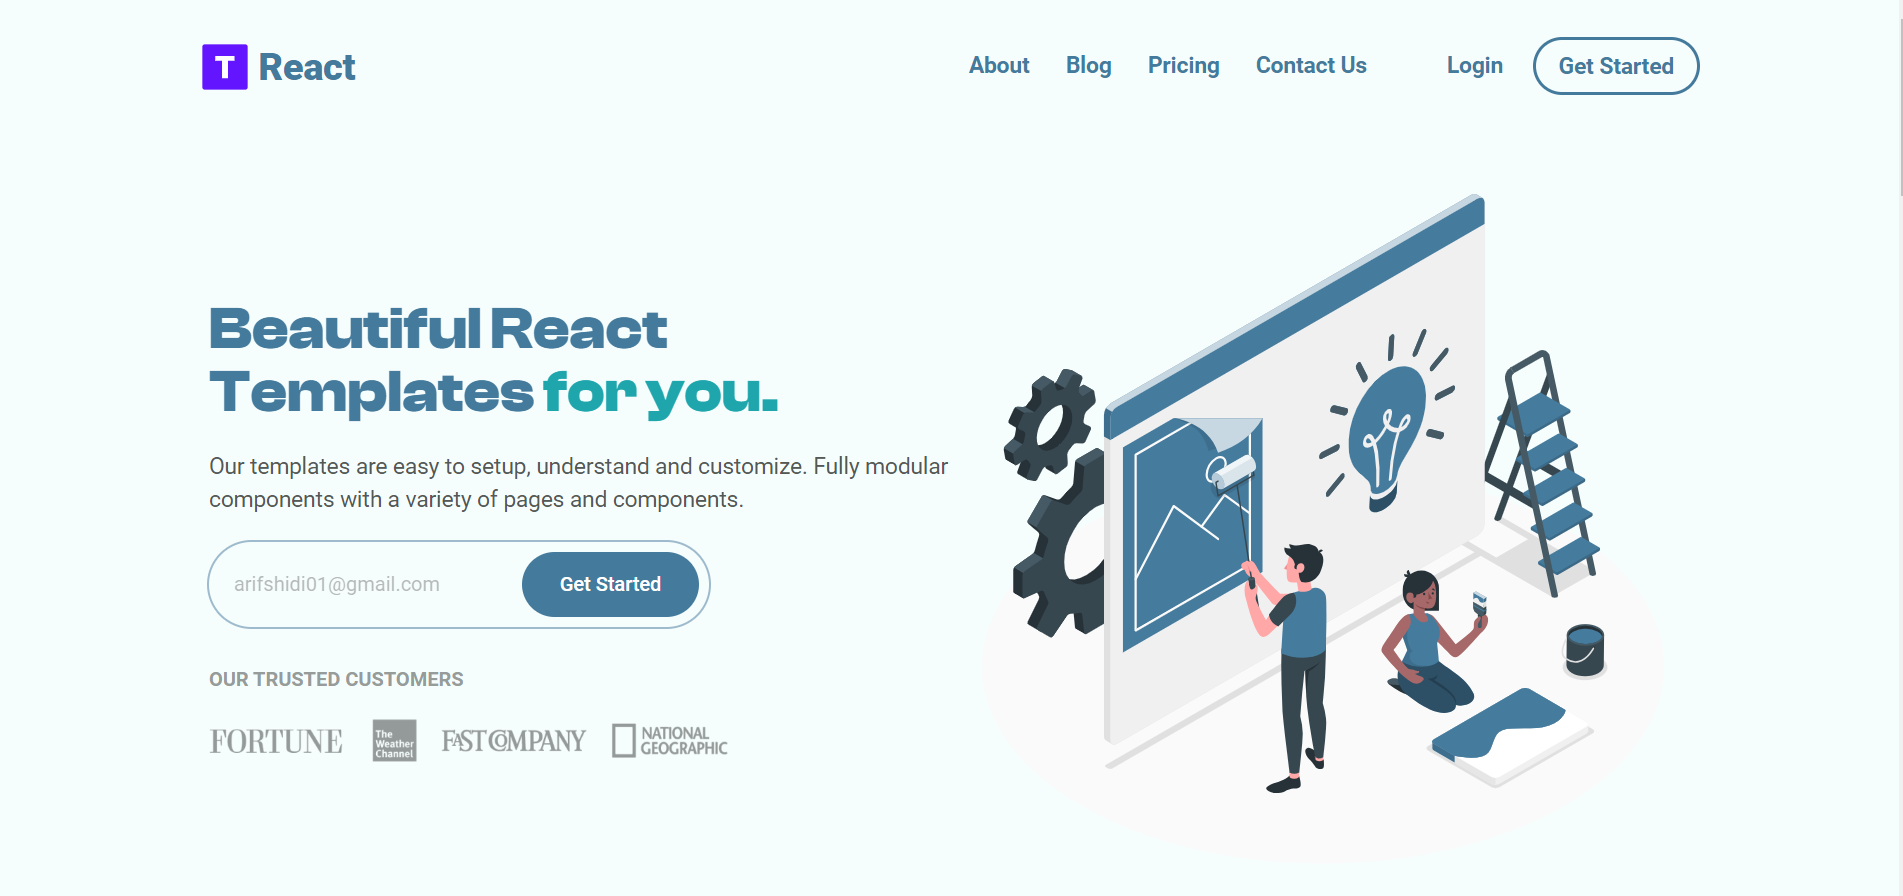 T React
About Blog Pricing Contact Us Login Get Started
Beautiful React
Templates for you.
Our templates are easy to setup, understand and customize. Fully modular
components with a variety of pages and components.
arifshidi01@gmail.com Get Started
OUR TRUSTED CUSTOMERS
FORTUNE
The
Weather
Channel
FAST COMPANY
NATIONAL
GEOGRAPHIC